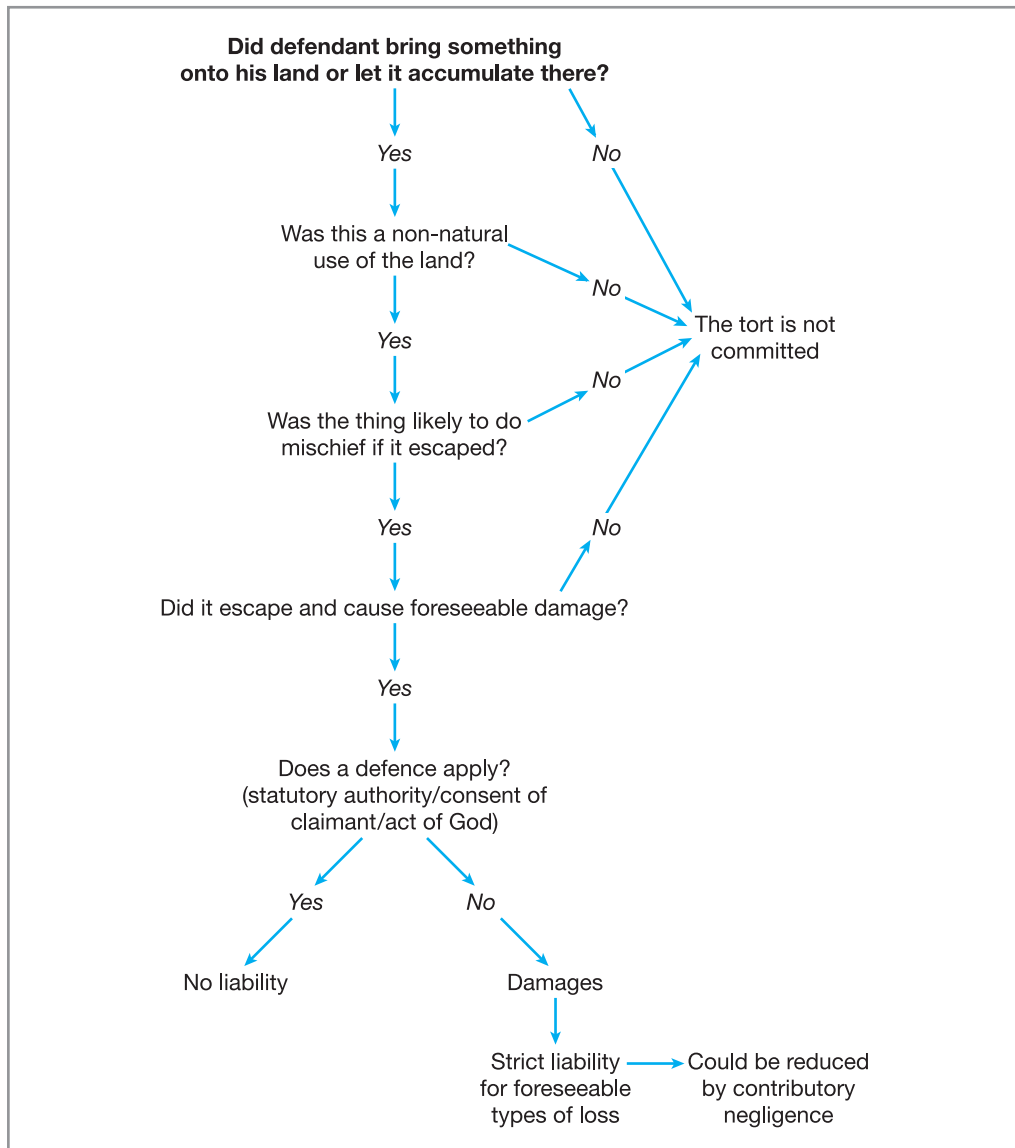 Did defendant bring something
onto his land or let it accumulate there?
Yes
No
Was this a non-natural
use of the land?
No
The tort is not
committed
Yes
No
Was the thing likely to do
mischief if it escaped?
Yes
No
Did it escape and cause foreseeable damage?
Yes
Does a defence apply?
(statutory authority/consent of
claimant/act of God)
Yes
No
No liability
Damages
Strict liability
for foreseeable
types of loss
Could be reduced
by contributory
negligence